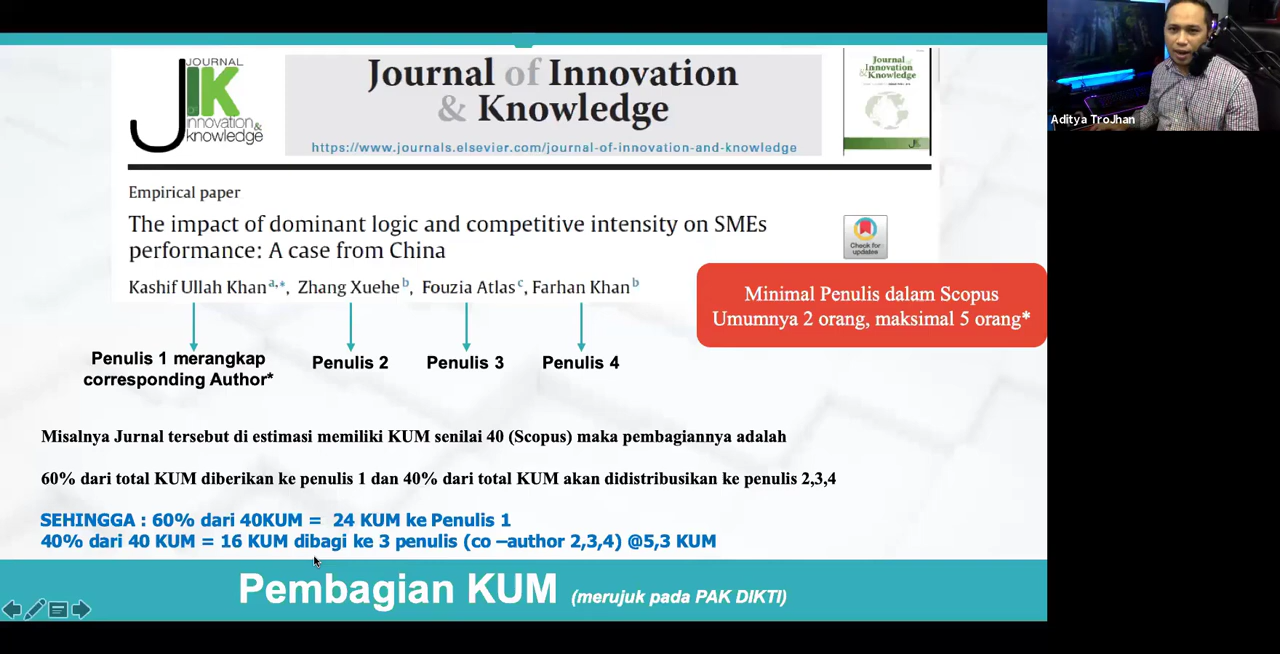 JOURNAL
JIK
innovation&
knowledge
Journal of Innovation
& Knowledge
https://www.journals.elsevier.com/journal-of-innovation-and-knowledge
Journal of
Innovation
& Knowledge
Aditya TroJhan
Empirical paper
The impact of dominant logic and competitive intensity on SMEs
performance: A case from China
Check for
updates
Kashif Ullah Khan a,*, Zhang Xuehe b, Fouzia Atlas c, Farhan Khan b
Minimal Penulis dalam Scopus
Umumnya 2 orang, maksimal 5 orang*
Penulis 1 merangkap
corresponding Author*
Penulis 2
Penulis 3
Penulis 4
Misalnya Jurnal tersebut di estimasi memiliki KUM senilai 40 (Scopus) maka pembagiannya adalah
60% dari total KUM diberikan ke penulis 1 dan 40% dari total KUM akan didistribusikan ke penulis 2,3,4
SEHINGGA : 60% dari 40KUM = 24 KUM ke Penulis 1
40% dari 40 KUM = 16 KUM dibagi ke 3 penulis (co –author 2,3,4) @5,3 KUM
Pembagian KUM (merujuk pada PAK DIKTI)